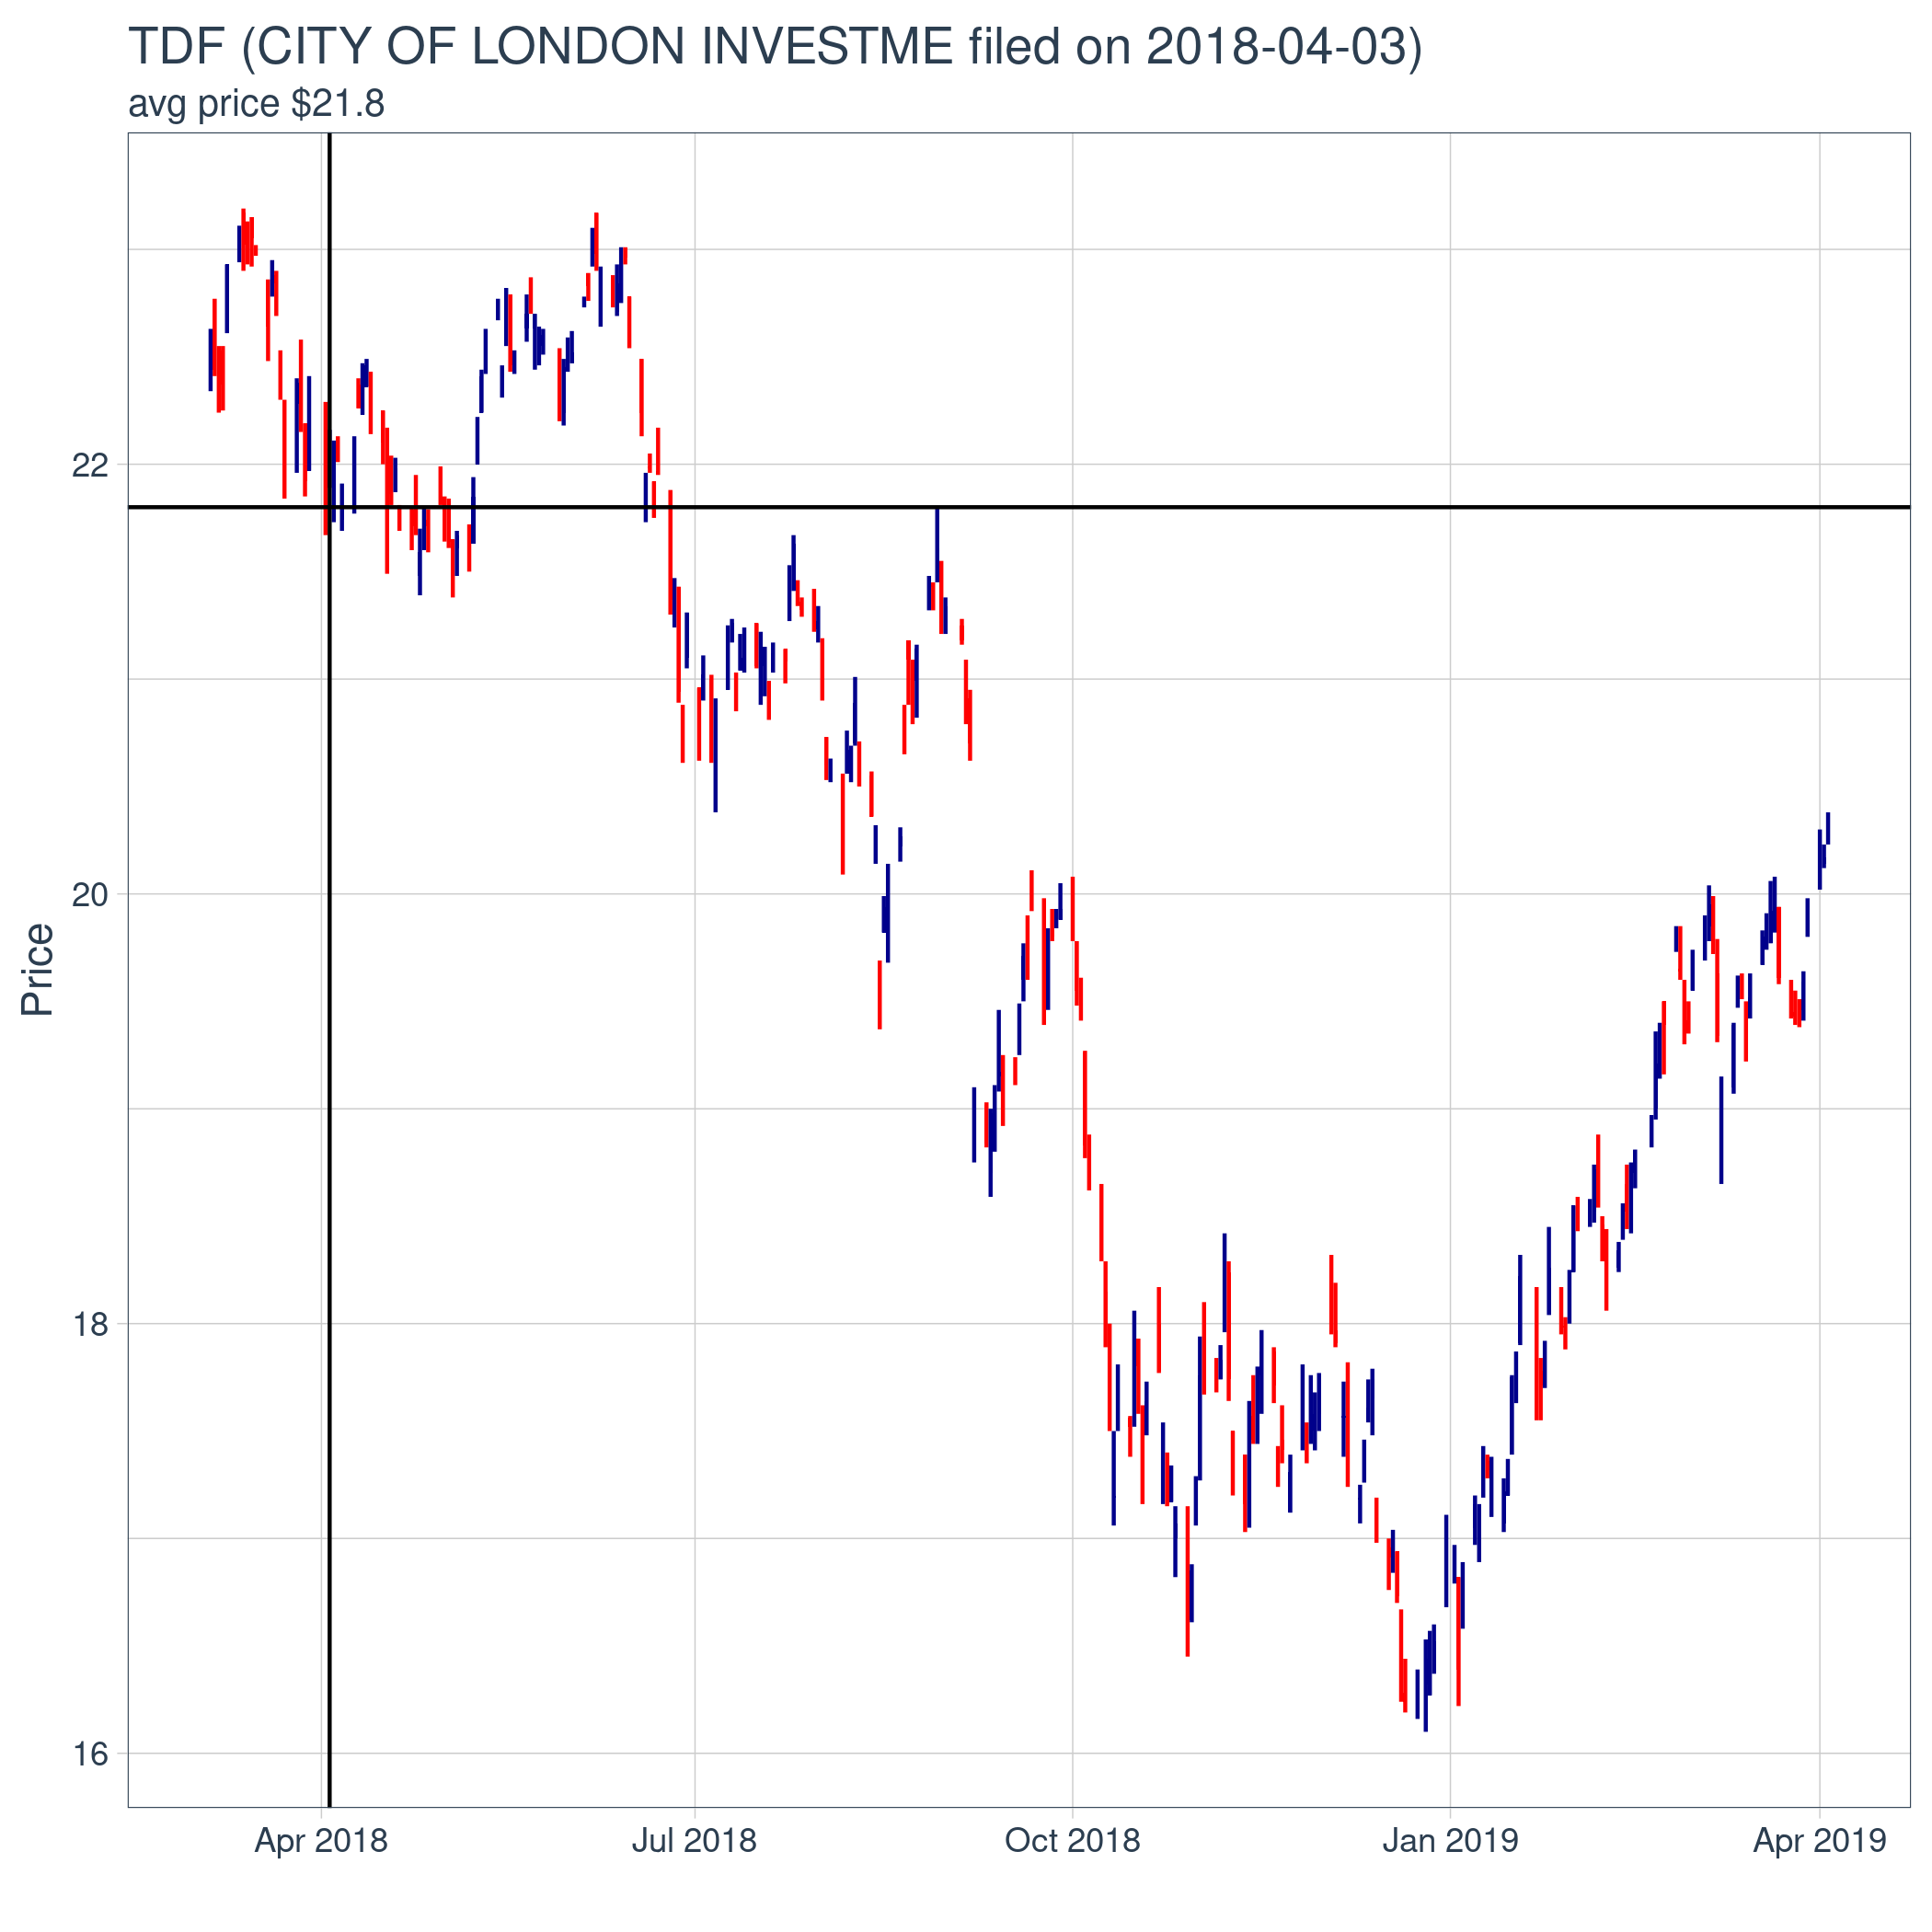 TDF (CITY OF LONDON INVESTME filed on 2018-04-03)
avg price $21.8
Price
22
20
18
16
Apr 2018
Jul 2018
Oct 2018
Jan 2019
Apr 2019